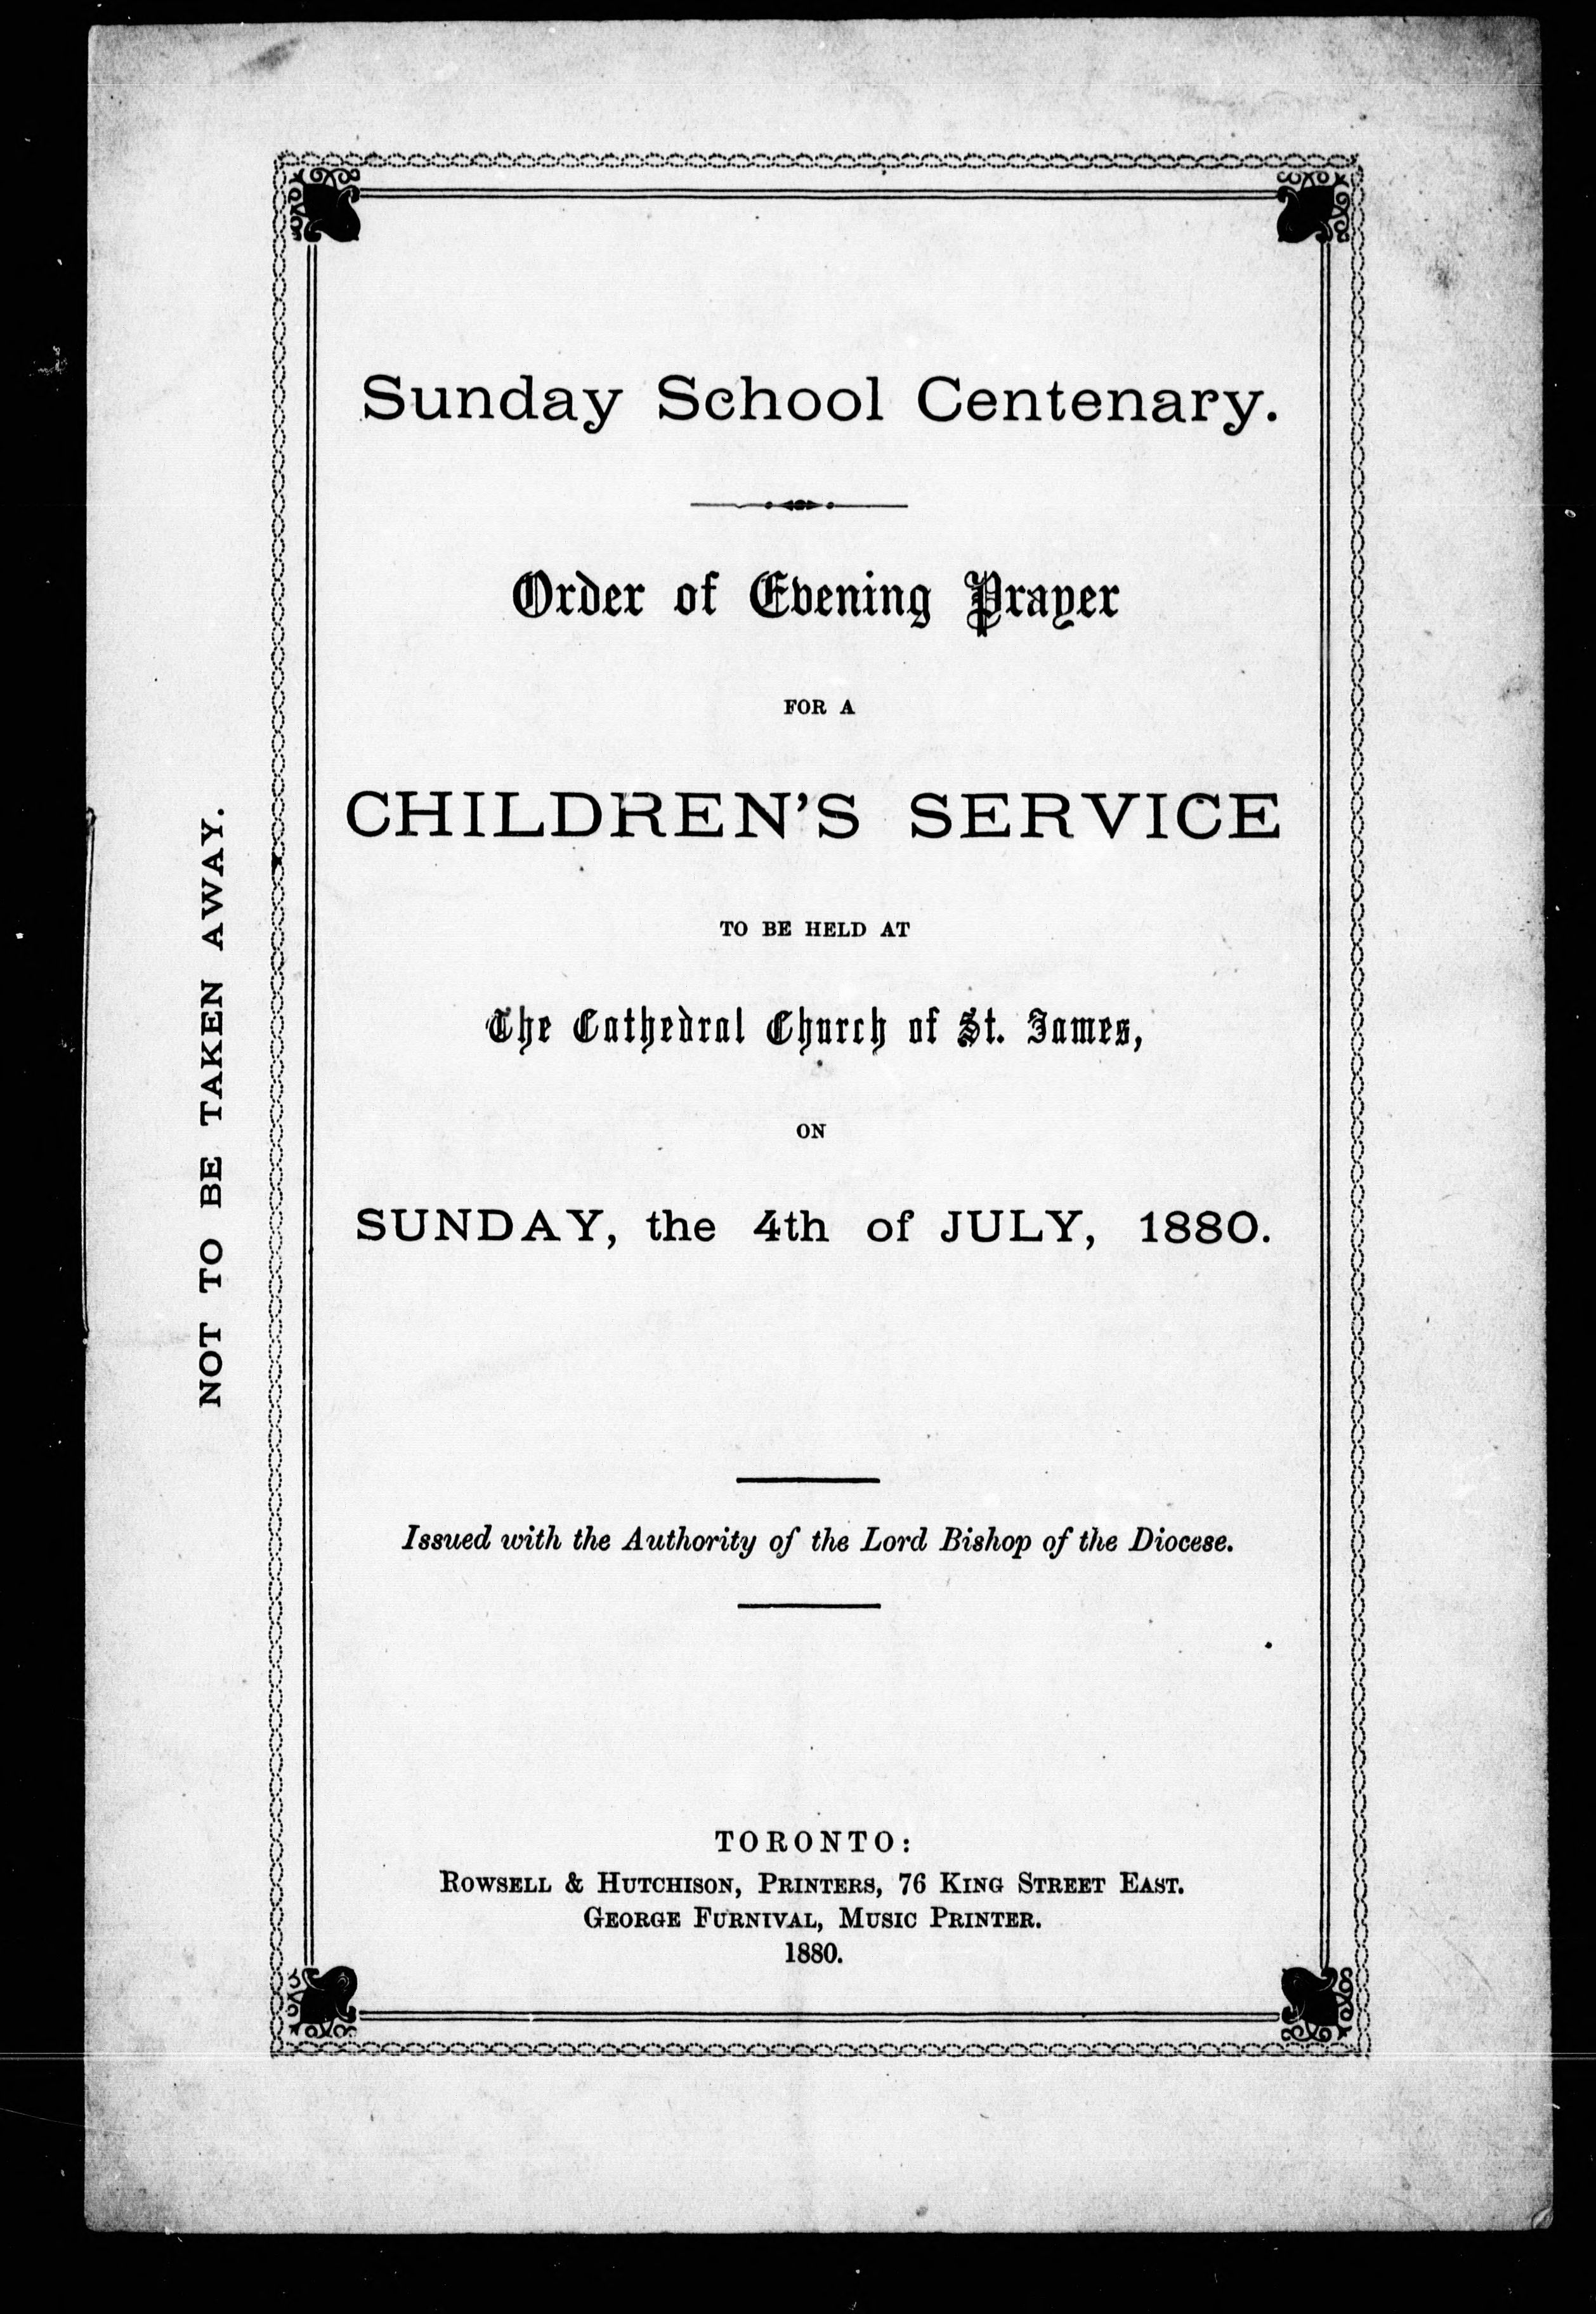 Sunday School Centenary.
Order of Evening Prayer
FOR A
CHILDREN'S SERVICE
TO BE HELD AT
The Cathedral Church of St. James,
ON
SUNDAY, the 4th of JULY, 1880.
Issued with the Authority of the Lord Bishop of the Diocese.
TORONTO:
ROWSELL & HUTCHISON, PRINTERS, 76 KING STREET EAST.
GEORGE FURNIVAL, MUSIC PRINTER.
1880.
NOT TO BE TAKEN AWAY.